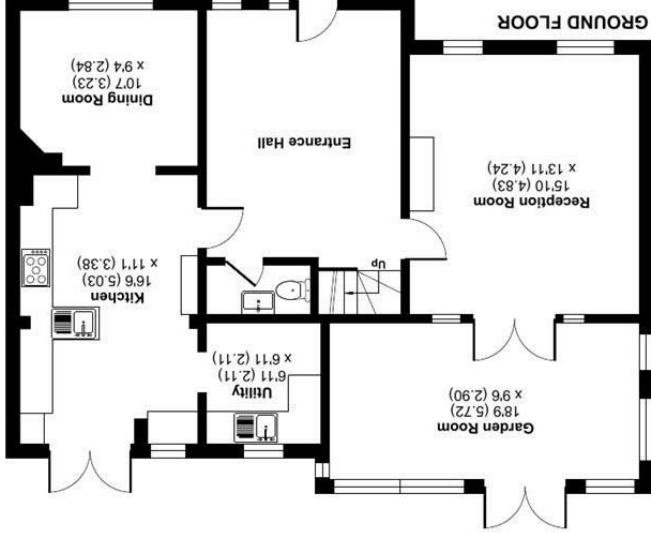 Garden Room
18'9 (5.72)
x 9'6 (2.90)
Utility
6'11 (2.11)
x 6'11 (2.11)
Kitchen
16'6 (5.03)
x 11'1 (3.38)
Up
Reception Room
15'10 (4.83)
x 13'11 (4.24)
Entrance Hall
Dining Room
10'7 (3.23)
x 9'4 (2.84)
GROUND FLOOR